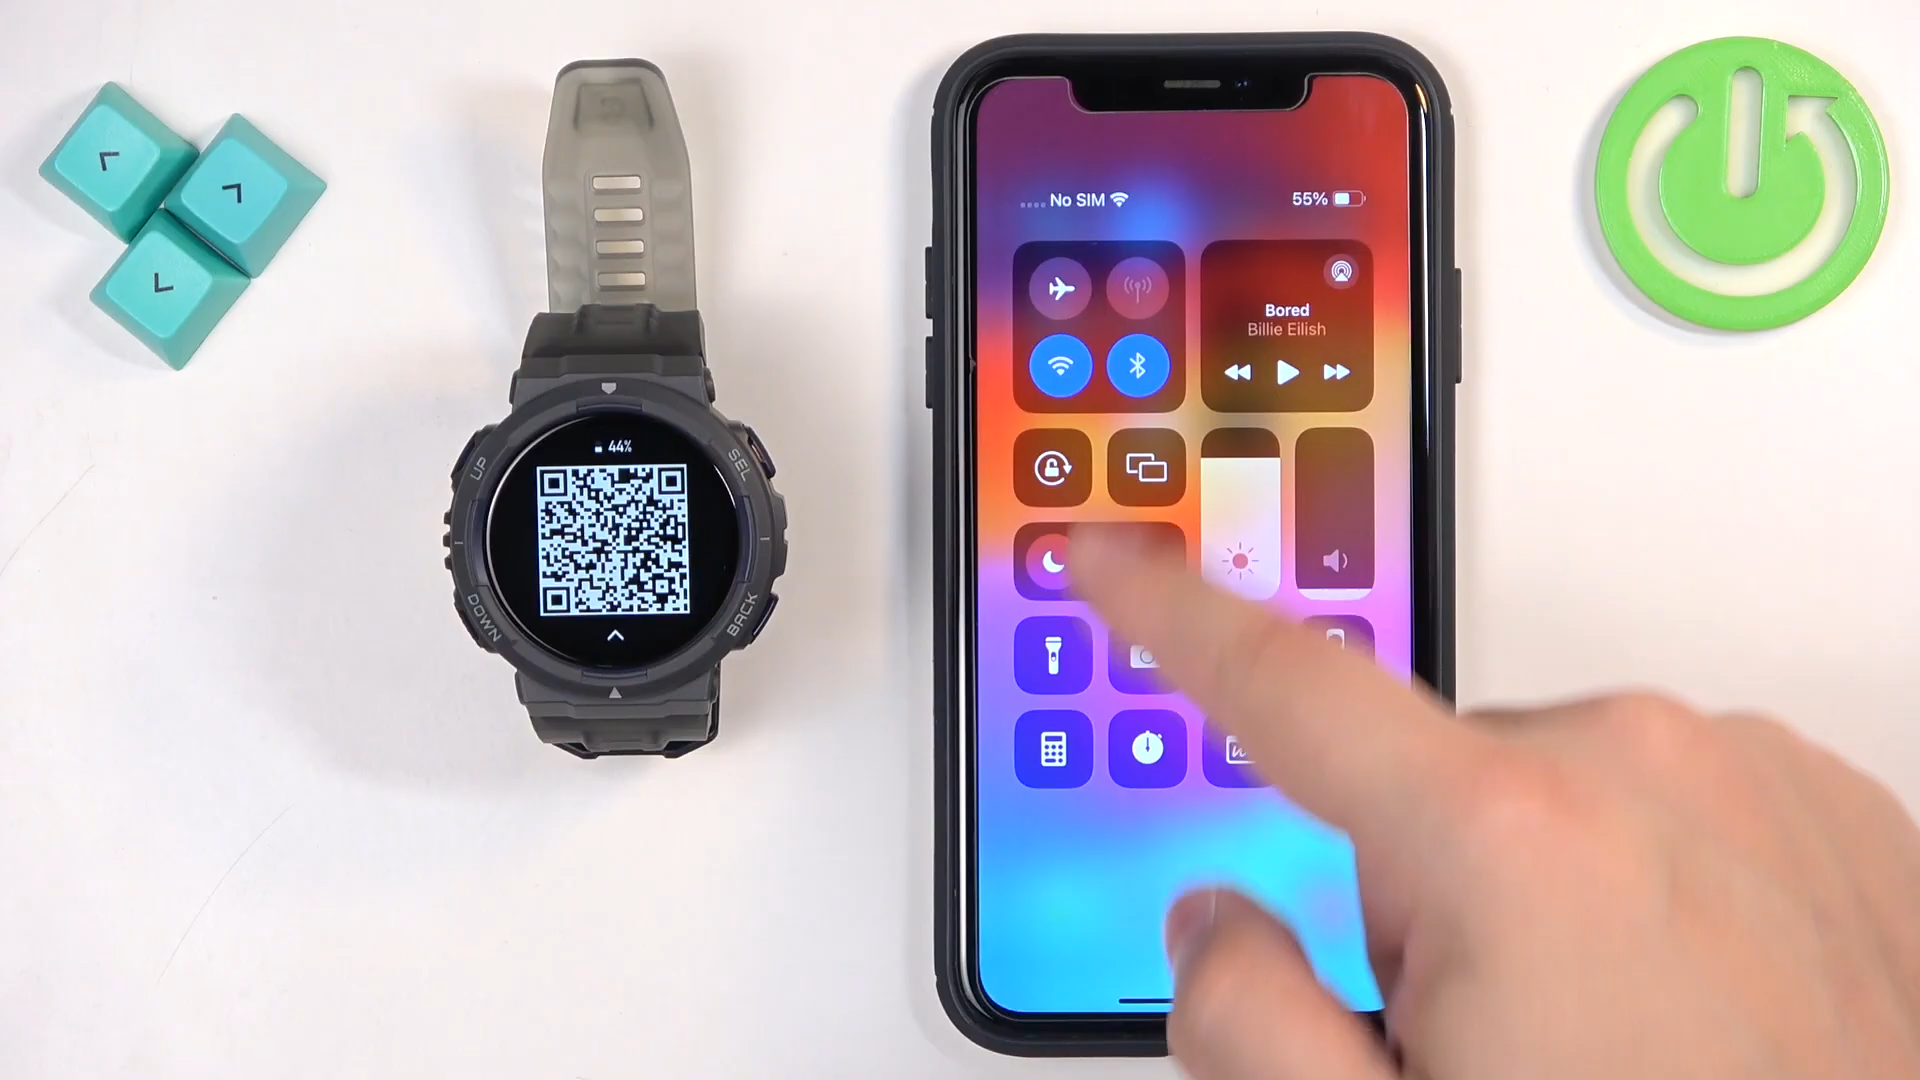 44%
UP
SEL
DOWN
BACK
No SIM
55%
Bored
Billie Eilish